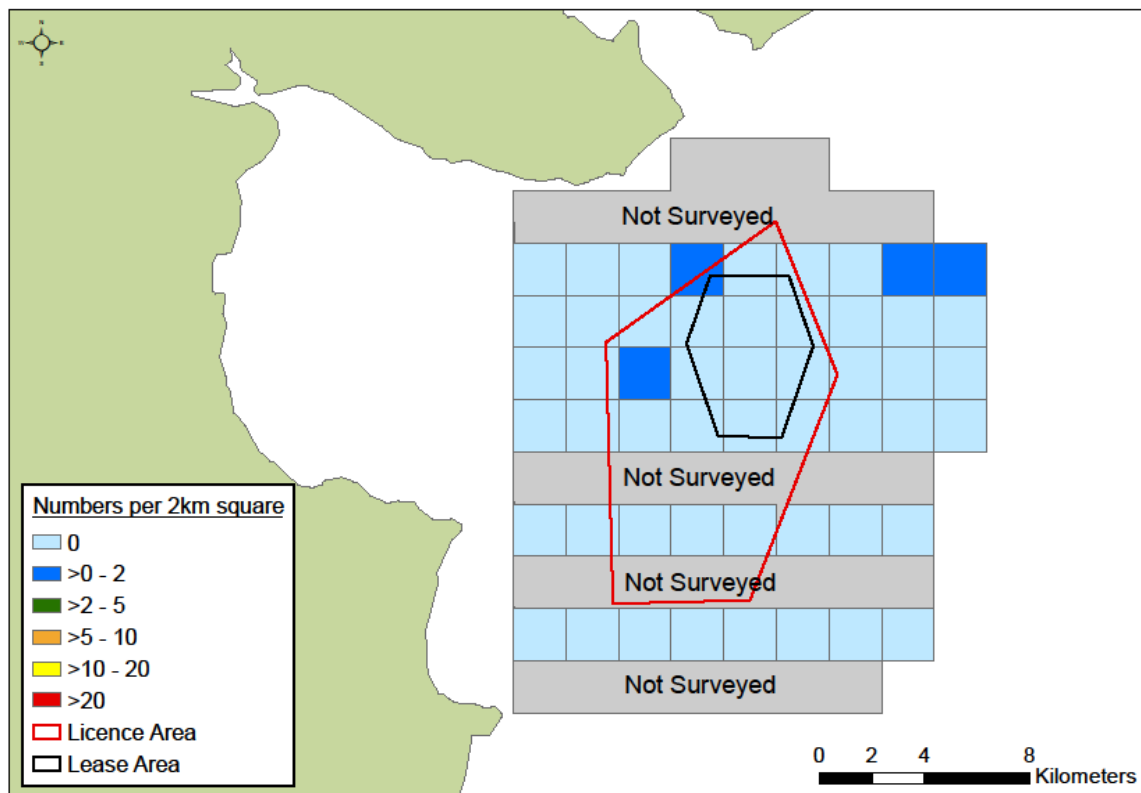 N
W E
S
Not Surveyed
Not Surveyed
Not Surveyed
Not Surveyed
Numbers per 2km square
0
>0 - 2
>2 - 5
>5 - 10
>10 - 20
>20
Licence Area
Lease Area
0 2 4 8
Kilometers